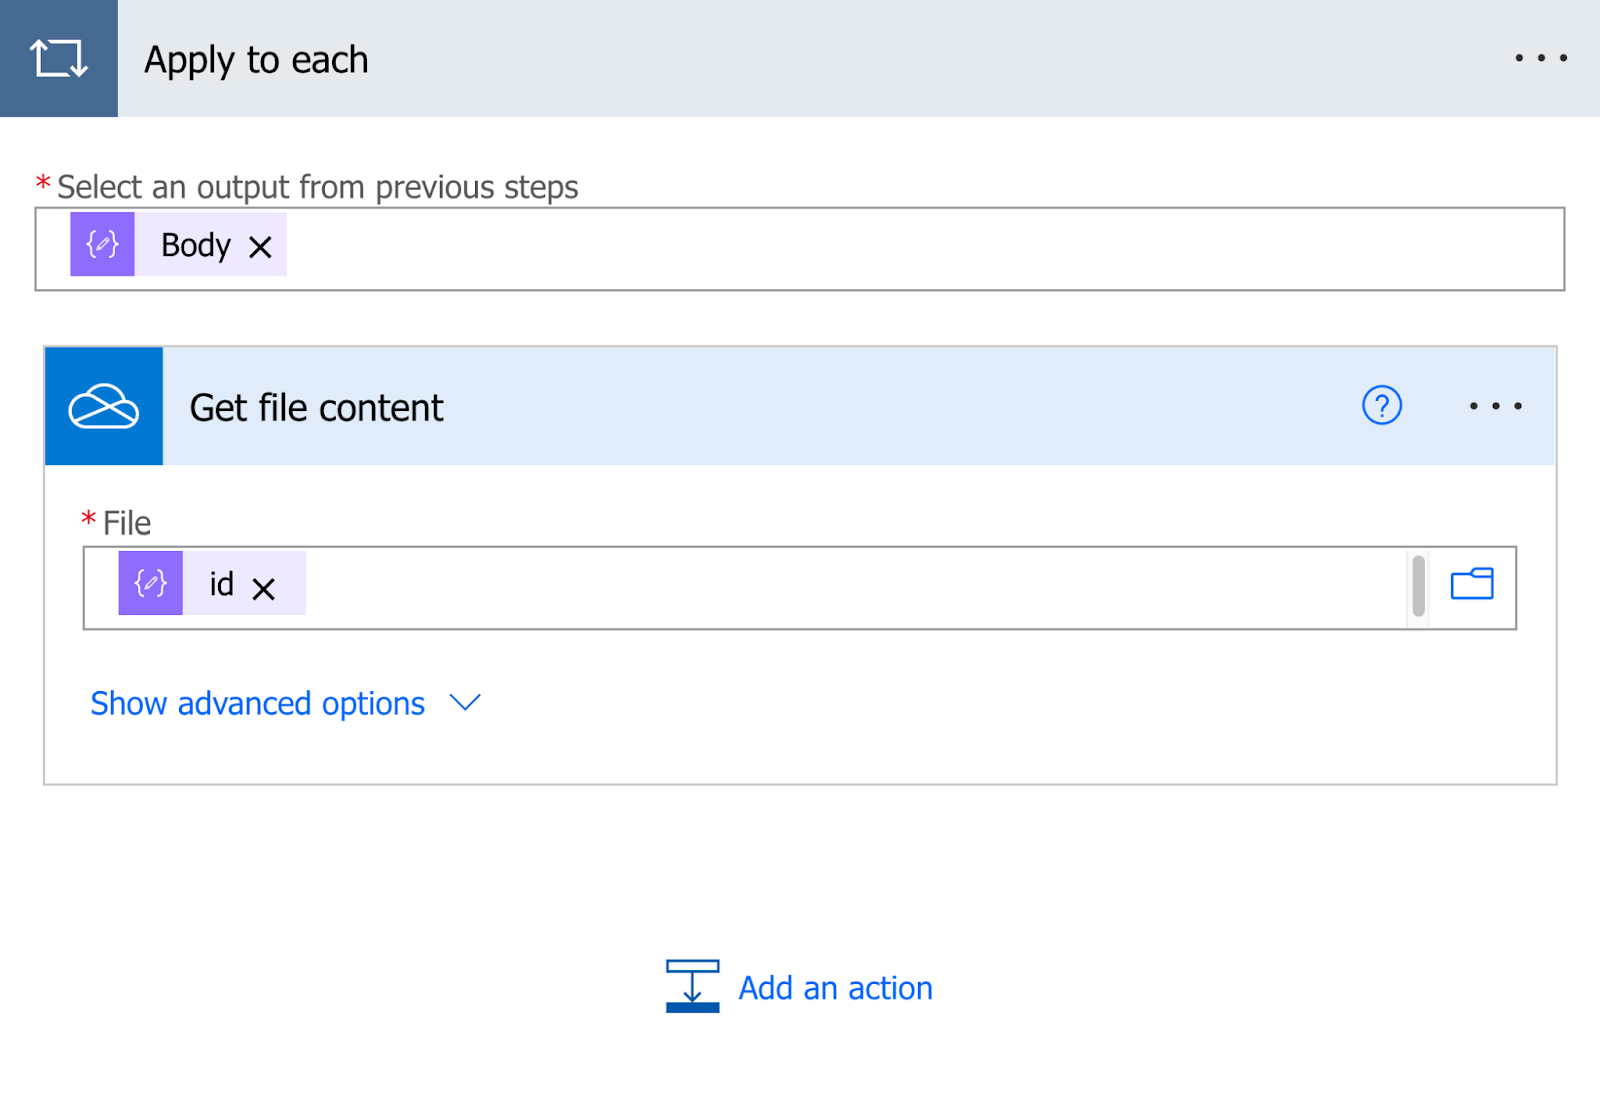 Apply to each
* Select an output from previous steps
Body
Get file content
?
* File
id
Show advanced options
Add an action